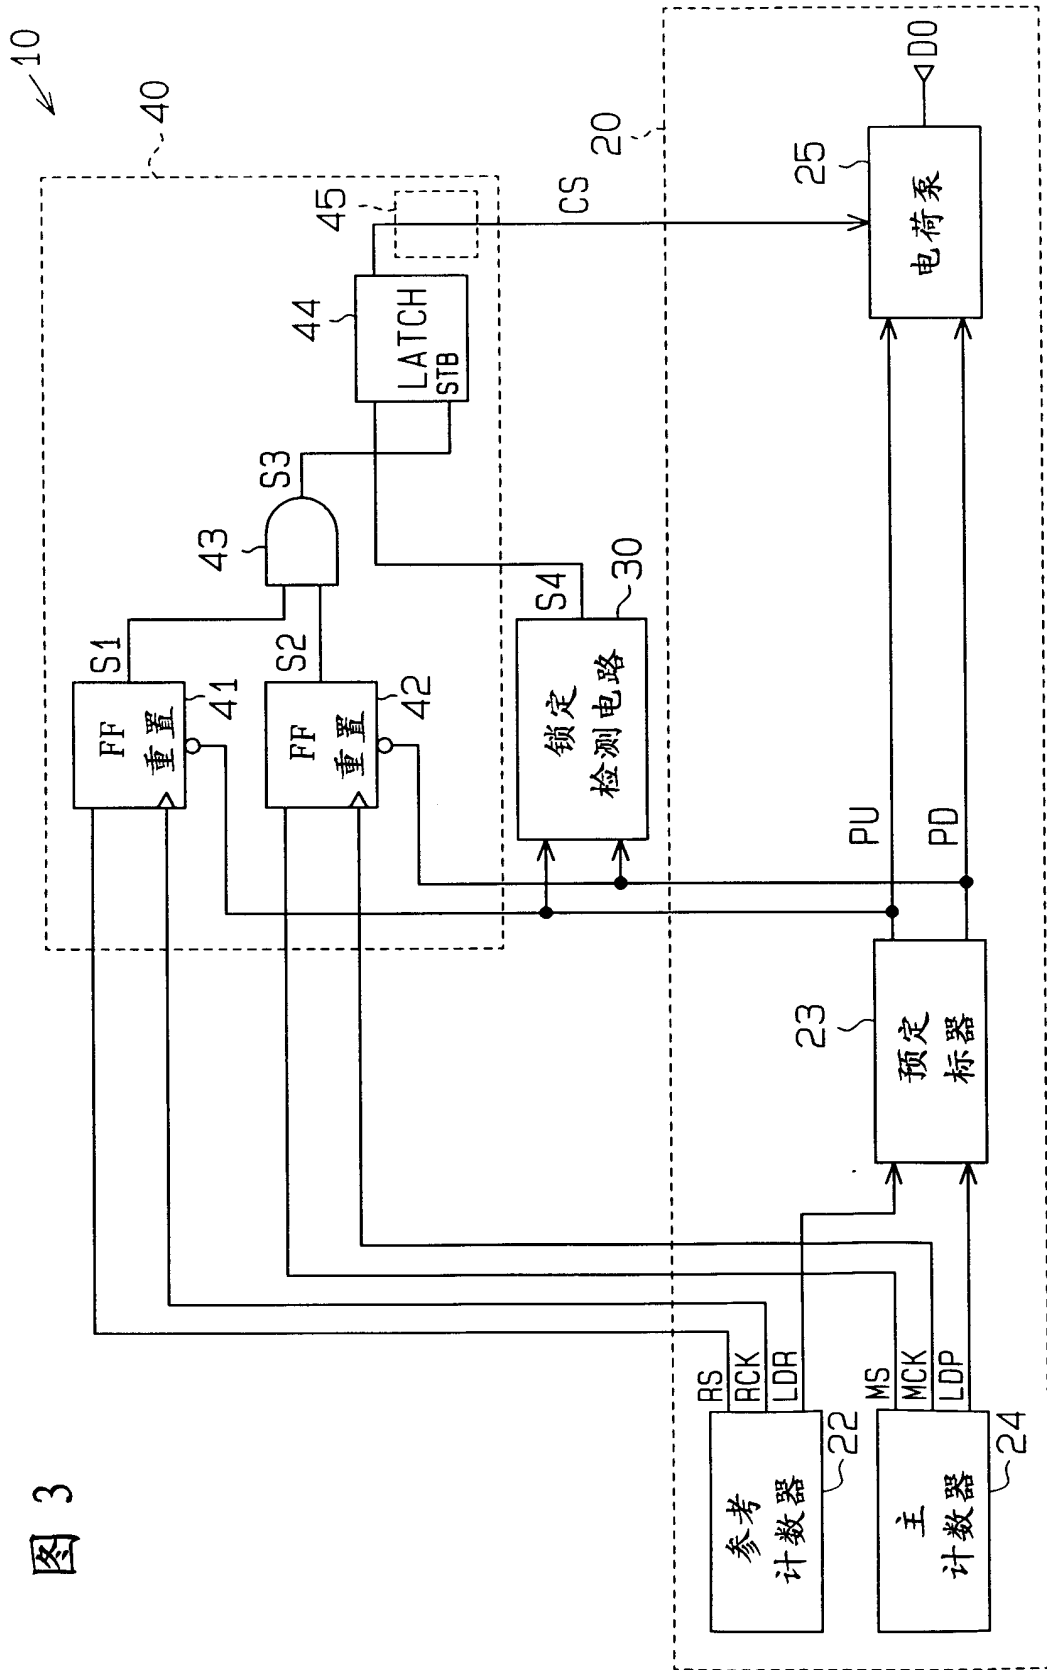 图 3
10
40
S1
FF
重置
41
S2
FF
重置
42
43
S3
44
LATCH
STB
45
CS
S4
锁定
检测电路
30
20
RS
RCK
LDR
参考
计数器
22
MS
MCK
LDP
主
计数器
24
23
预定
标器
PU
PD
25
电荷泵
DO